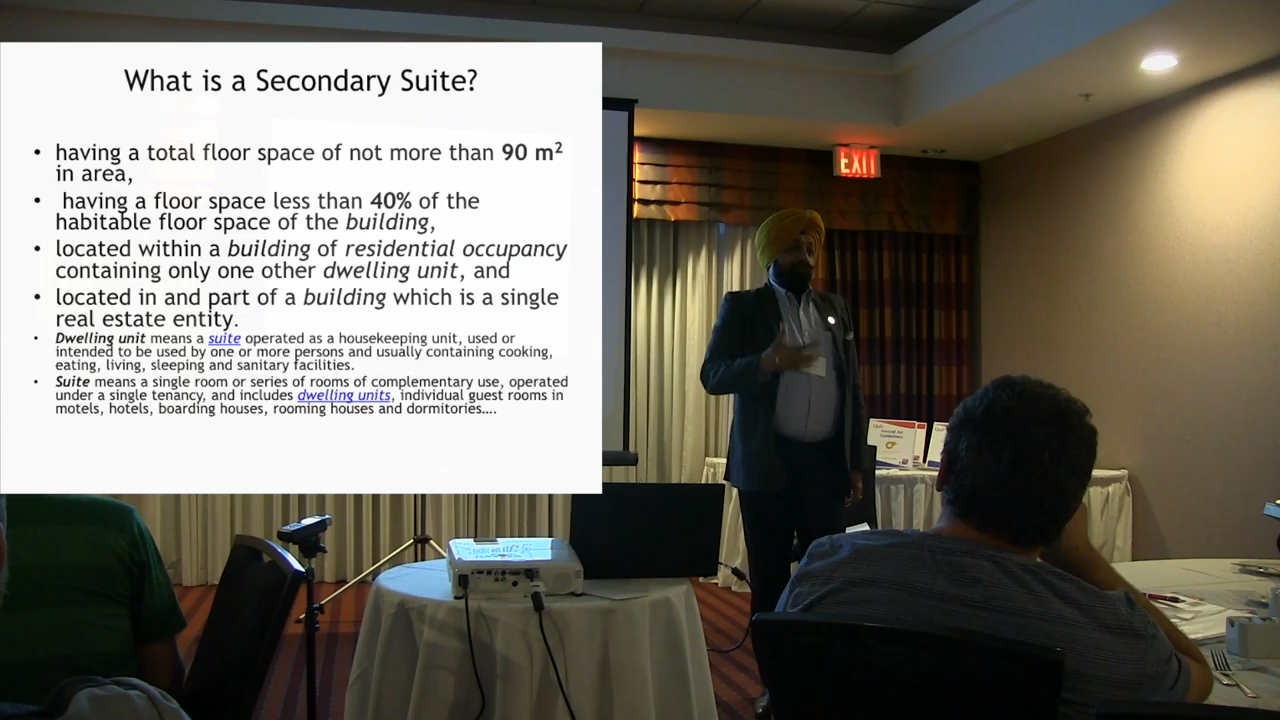 What is a Secondary Suite?
• having a total floor space of not more than 90 m²
in area,
• having a floor space less than 40% of the
habitable floor space of the building,
• located within a building of residential occupancy
containing only one other dwelling unit, and
• located in and part of a building which is a single
real estate entity.
• Dwelling unit means a suite operated as a housekeeping unit, used or
intended to be used by one or more persons and usually containing cooking,
eating, living, sleeping and sanitary facilities.
• Suite means a single room or series of rooms of complementary use, operated
under a single tenancy, and includes dwelling units, individual guest rooms in
motels, hotels, boarding houses, rooming houses and dormitories….
EXIT
Forced Air
Guidelines